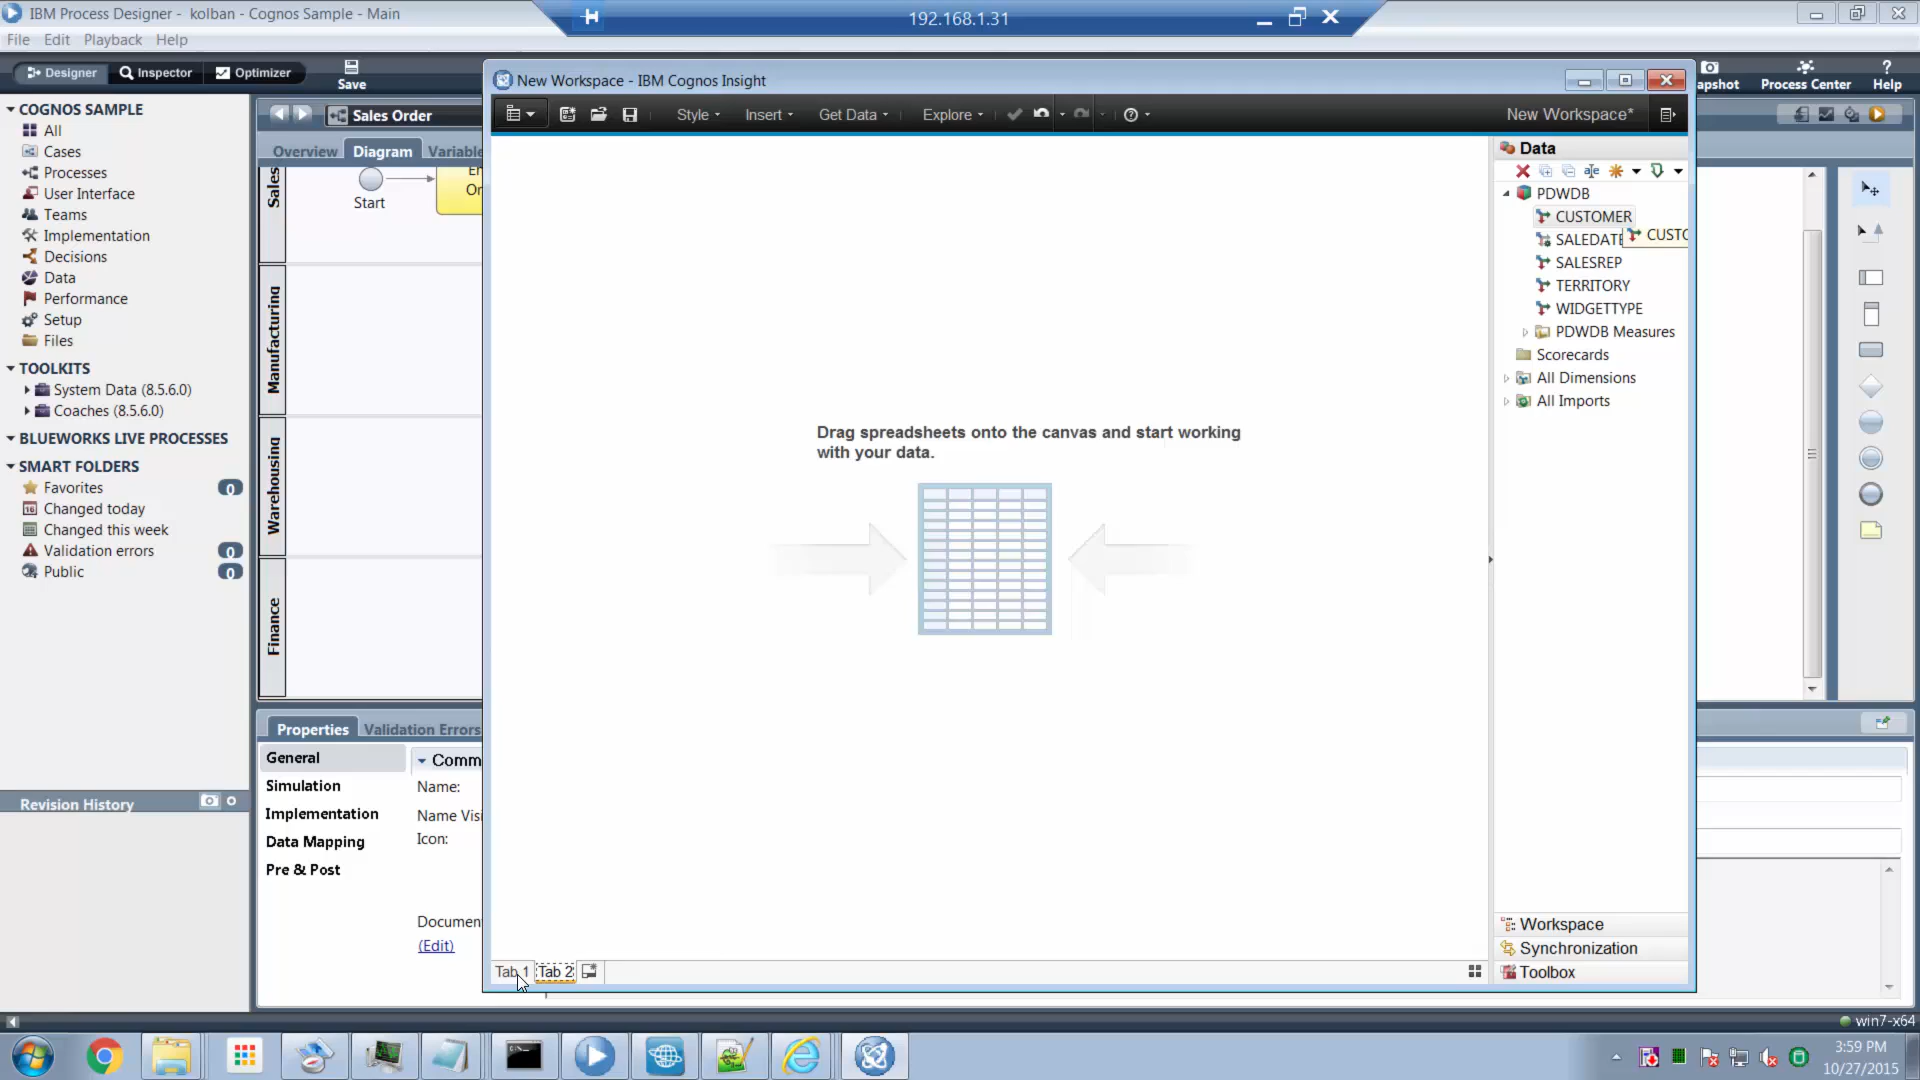 IBM Process Designer - kolban - Cognos Sample - Main
192.168.1.31
File Edit Playback Help
Designer Inspector Optimizer
Save
apshot Process Center Help
New Workspace - IBM Cognos Insight
Style Insert Get Data Explore
New Workspace*
COGNOS SAMPLE
All
Cases
Processes
User Interface
Teams
Implementation
Decisions
Data
Performance
Setup
Files
TOOLKITS
System Data (8.5.6.0)
Coaches (8.5.6.0)
BLUEWORKS LIVE PROCESSES
SMART FOLDERS
Favorites 0
Changed today
Changed this week
Validation errors 0
Public 0
Revision History
Sales Order
Overview Diagram Variable
Sales
Start
En
Or
Manufacturing
Warehousing
Finance
Properties Validation Errors
General
Simulation
Implementation
Data Mapping
Pre & Post
Comm
Name:
Name Visi
Icon:
Documen
(Edit)
Drag spreadsheets onto the canvas and start working
with your data.
Data
PDWDB
CUSTOMER
SALEDATE
CUSTO
SALESREP
TERRITORY
WIDGETTYPE
PDWDB Measures
Scorecards
All Dimensions
All Imports
Workspace
Synchronization
Toolbox
Tab 1 Tab 2
win7-x64
3:59 PM
10/27/2015